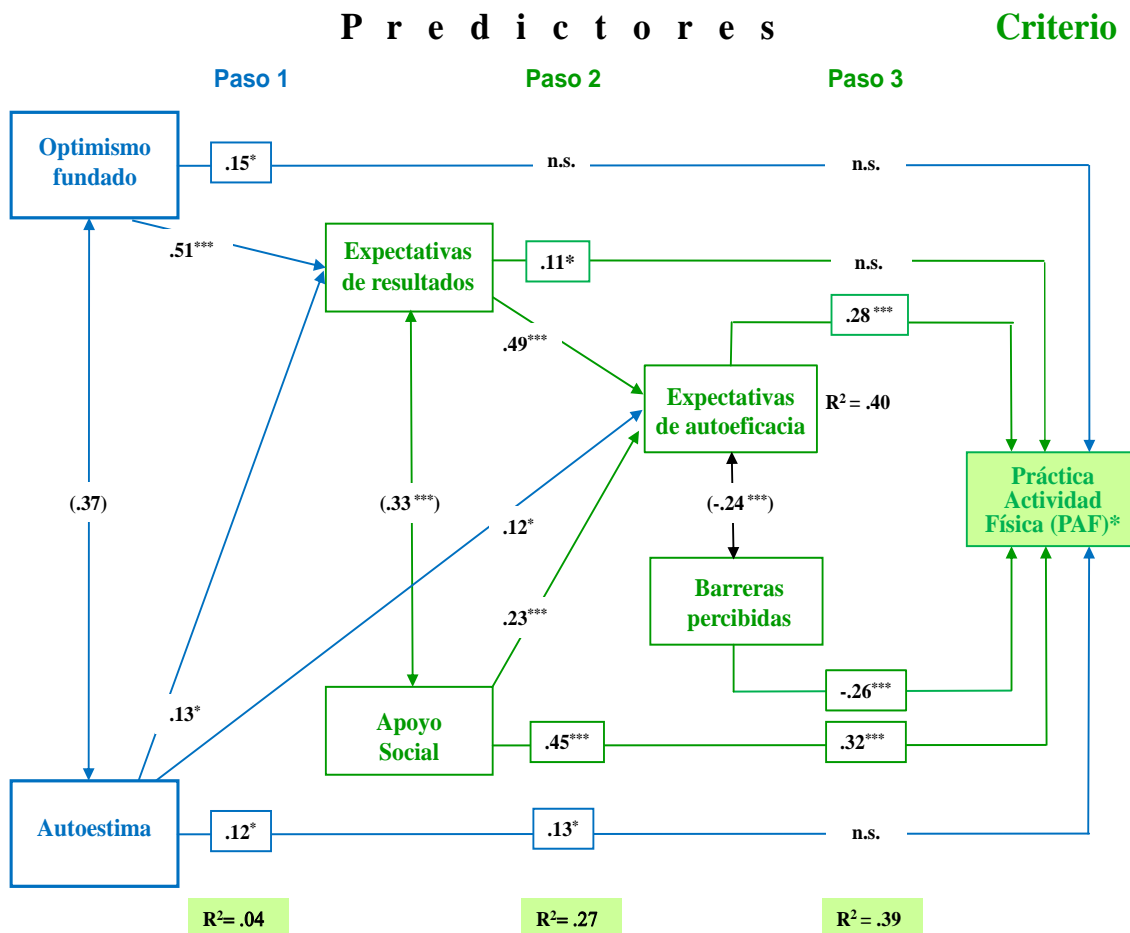 P r e d i c t o r e s Criterio
Paso 1 Paso 2 Paso 3
Optimismo
fundado
.15*
n.s.
n.s.
.51***
Expectativas
de resultados
.11*
n.s.
.28***
.49***
Expectativas
de autoeficacia
R² = .40
Práctica
Actividad
Física (PAF)*
(.37)
(.33***)
.12*
(-.24***)
Barreras
percibidas
.23***
-.26***
.13*
Apoyo
Social
.45***
.32***
Autoestima
.12*
.13*
n.s.
R²= .04
R²= .27
R² = .39